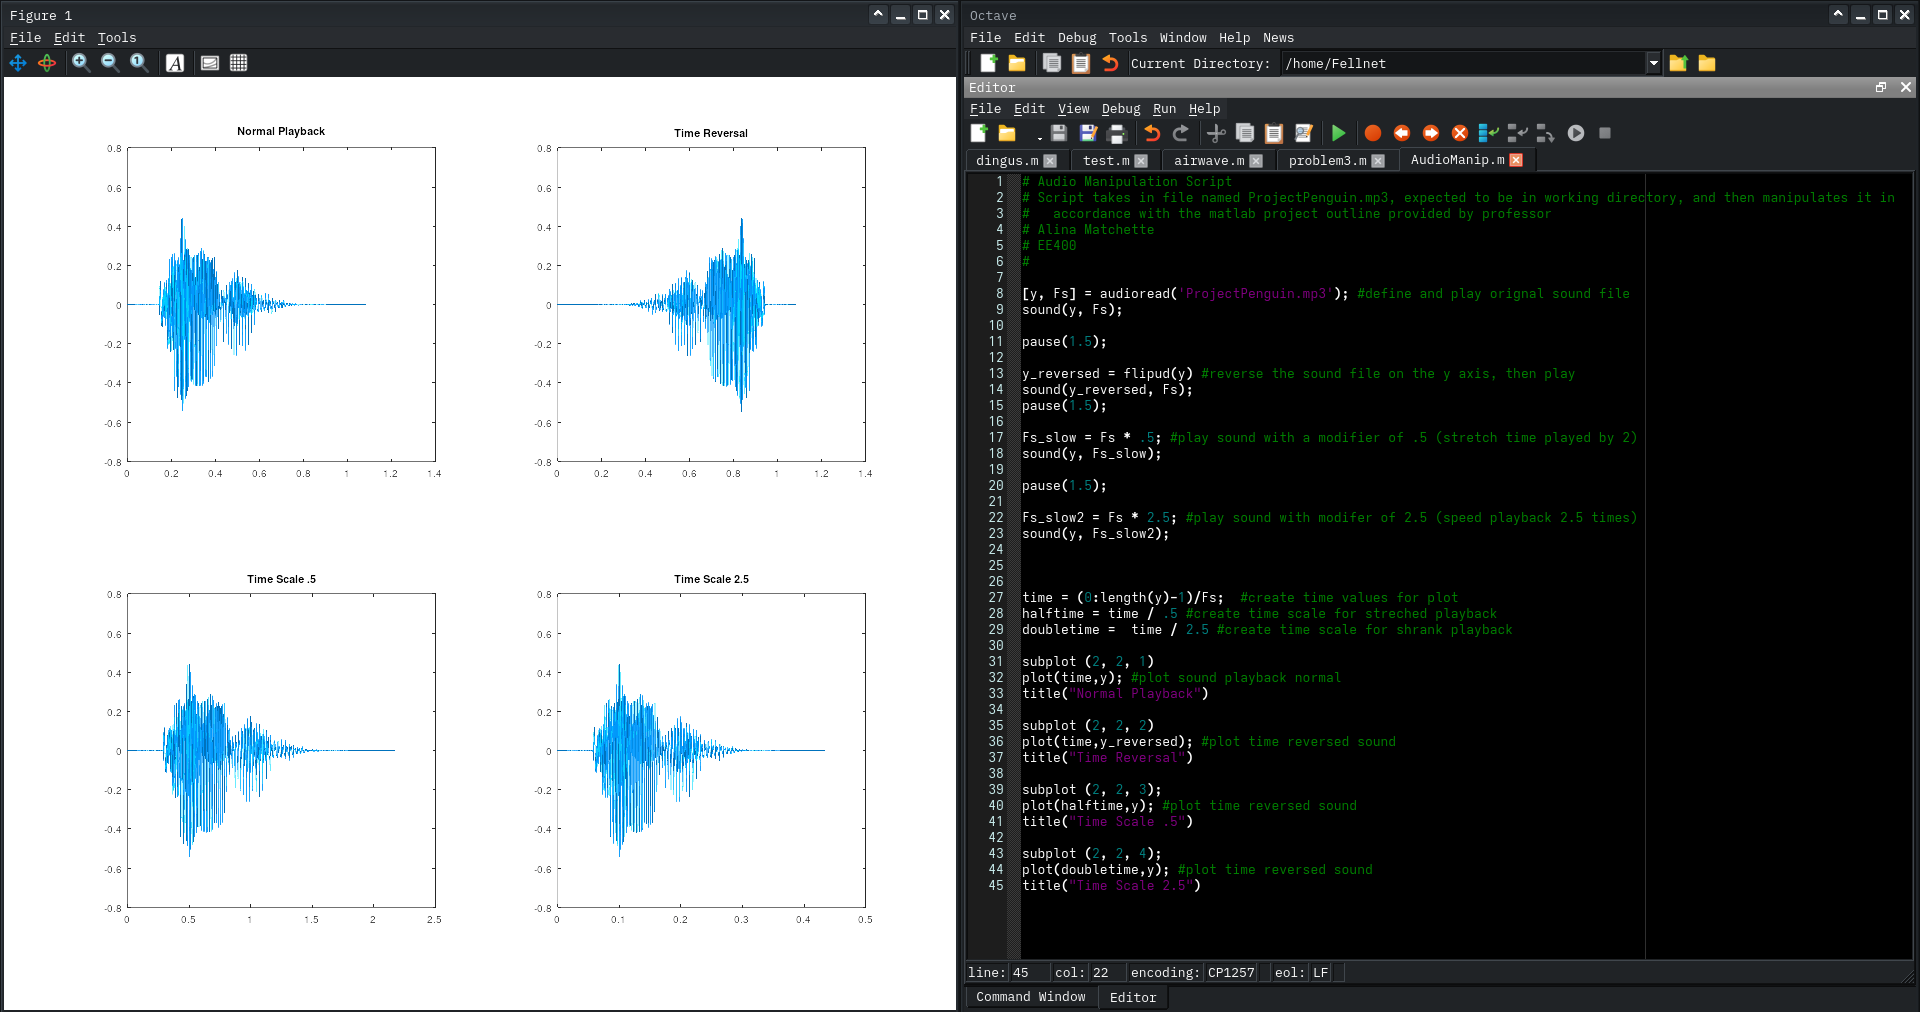 Figure 1
File Edit Tools
Normal Playback
0.8
0.6
0.4
0.2
0
-0.2
-0.4
-0.6
-0.8
0 0.2 0.4 0.6 0.8 1 1.2 1.4
Time Reversal
0.8
0.6
0.4
0.2
0
-0.2
-0.4
-0.6
-0.8
0 0.2 0.4 0.6 0.8 1 1.2 1.4
Time Scale .5
0.8
0.6
0.4
0.2
0
-0.2
-0.4
-0.6
-0.8
0 0.5 1 1.5 2 2.5
Time Scale 2.5
0.8
0.6
0.4
0.2
0
-0.2
-0.4
-0.6
-0.8
0 0.1 0.2 0.3 0.4 0.5
Octave
File Edit Debug Tools Window Help News
Current Directory: /home/Fellnet
Editor
File Edit View Debug Run Help
dingus.m test.m airwave.m problem3.m AudioManip.m
1 # Audio Manipulation Script
2 # Script takes in file named ProjectPenguin.mp3, expected to be in working directory, and then manipulates it in
3 #   accordance with the matlab project outline provided by professor
4 # Alina Matchette
5 # EE400
6 #
7
8 [y, Fs] = audioread('ProjectPenguin.mp3'); #define and play orignal sound file
9 sound(y, Fs);
10
11 pause(1.5);
12
13 y_reversed = flipud(y) #reverse the sound file on the y axis, then play
14 sound(y_reversed, Fs);
15 pause(1.5);
16
17 Fs_slow = Fs * .5; #play sound with a modifier of .5 (stretch time played by 2)
18 sound(y, Fs_slow);
19
20 pause(1.5);
21
22 Fs_slow2 = Fs * 2.5; #play sound with modifer of 2.5 (speed playback 2.5 times)
23 sound(y, Fs_slow2);
24
25
26
27 time = (0:length(y)-1)/Fs;  #create time values for plot
28 halftime = time / .5 #create time scale for streched playback
29 doubletime =  time / 2.5 #create time scale for shrank playback
30
31 subplot (2, 2, 1)
32 plot(time,y); #plot sound playback normal
33 title("Normal Playback")
34
35 subplot (2, 2, 2)
36 plot(time,y_reversed); #plot time reversed sound
37 title("Time Reversal")
38
39 subplot (2, 2, 3);
40 plot(halftime,y); #plot time reversed sound
41 title("Time Scale .5")
42
43 subplot (2, 2, 4);
44 plot(doubletime,y); #plot time reversed sound
45 title("Time Scale 2.5")
line: 45 col: 22 encoding: CP1257 eol: LF
Command Window Editor